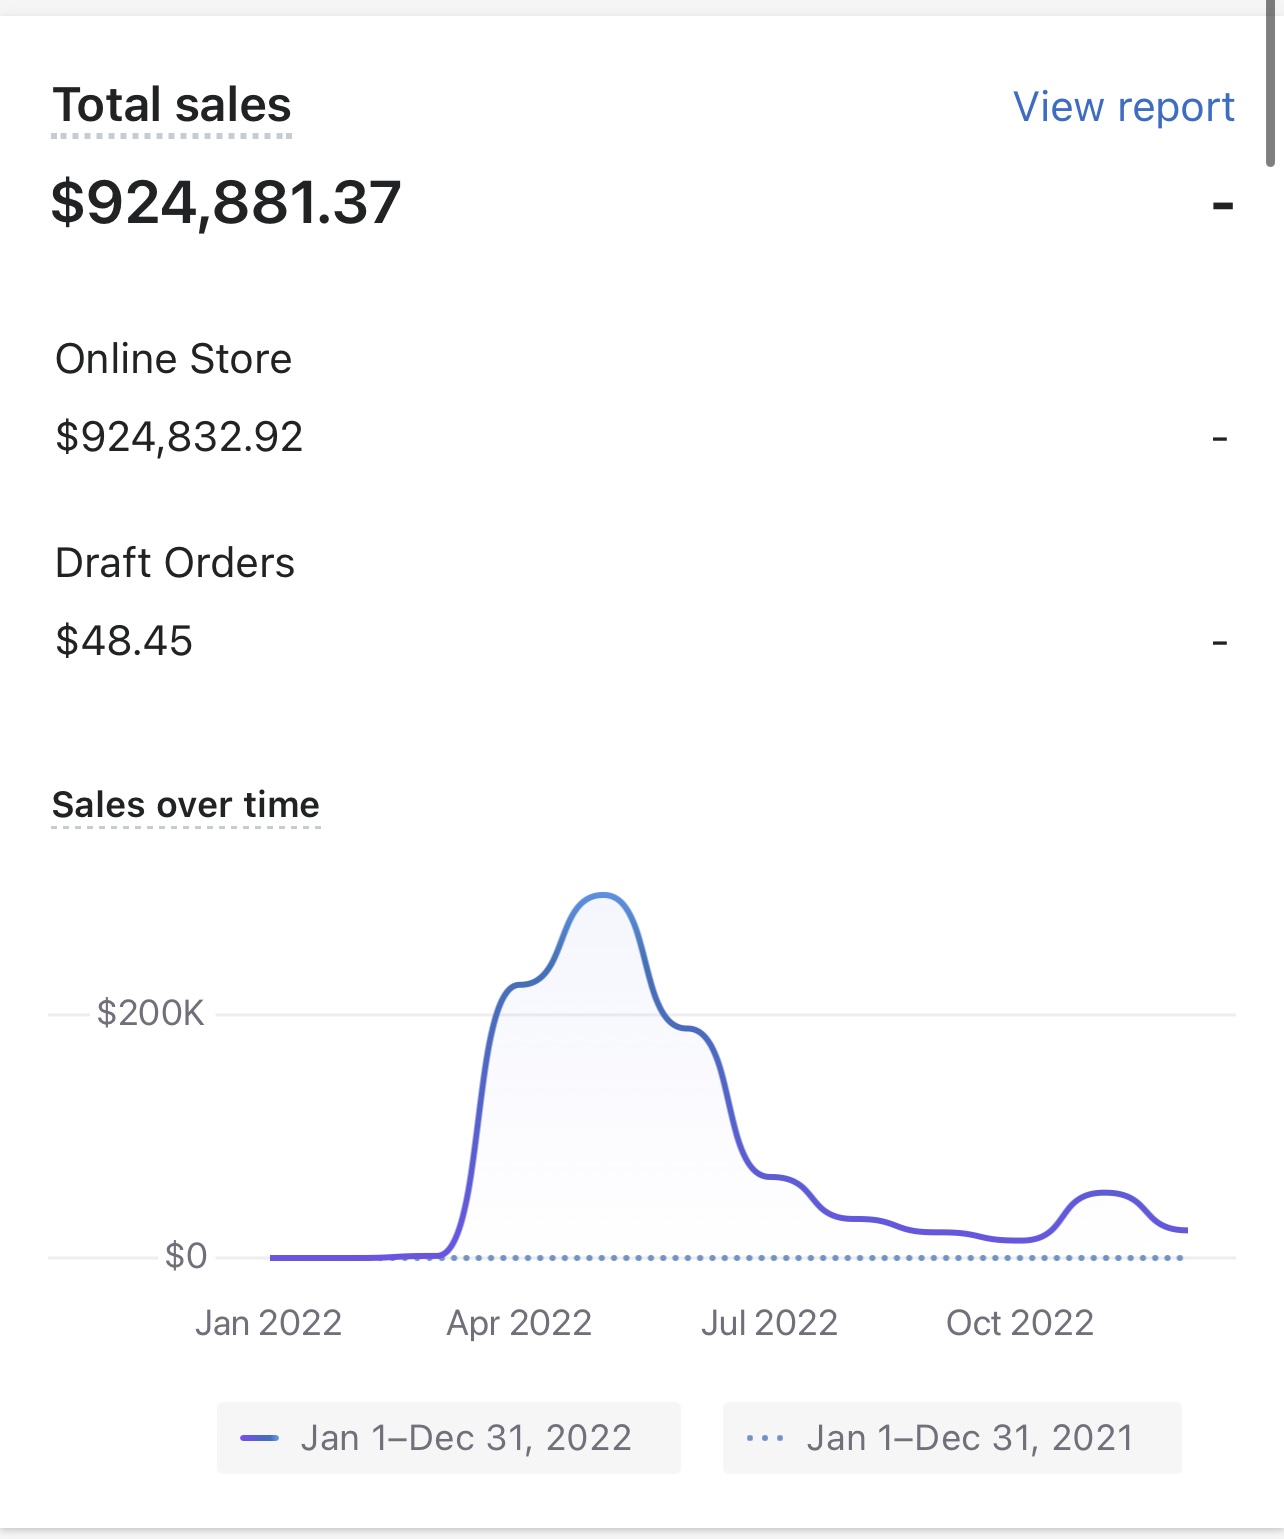 Total sales
View report
$924,881.37
-
Online Store
$924,832.92
-
Draft Orders
$48.45
-
Sales over time
$200K
$0
Jan 2022
Apr 2022
Jul 2022
Oct 2022
Jan 1–Dec 31, 2022
Jan 1–Dec 31, 2021